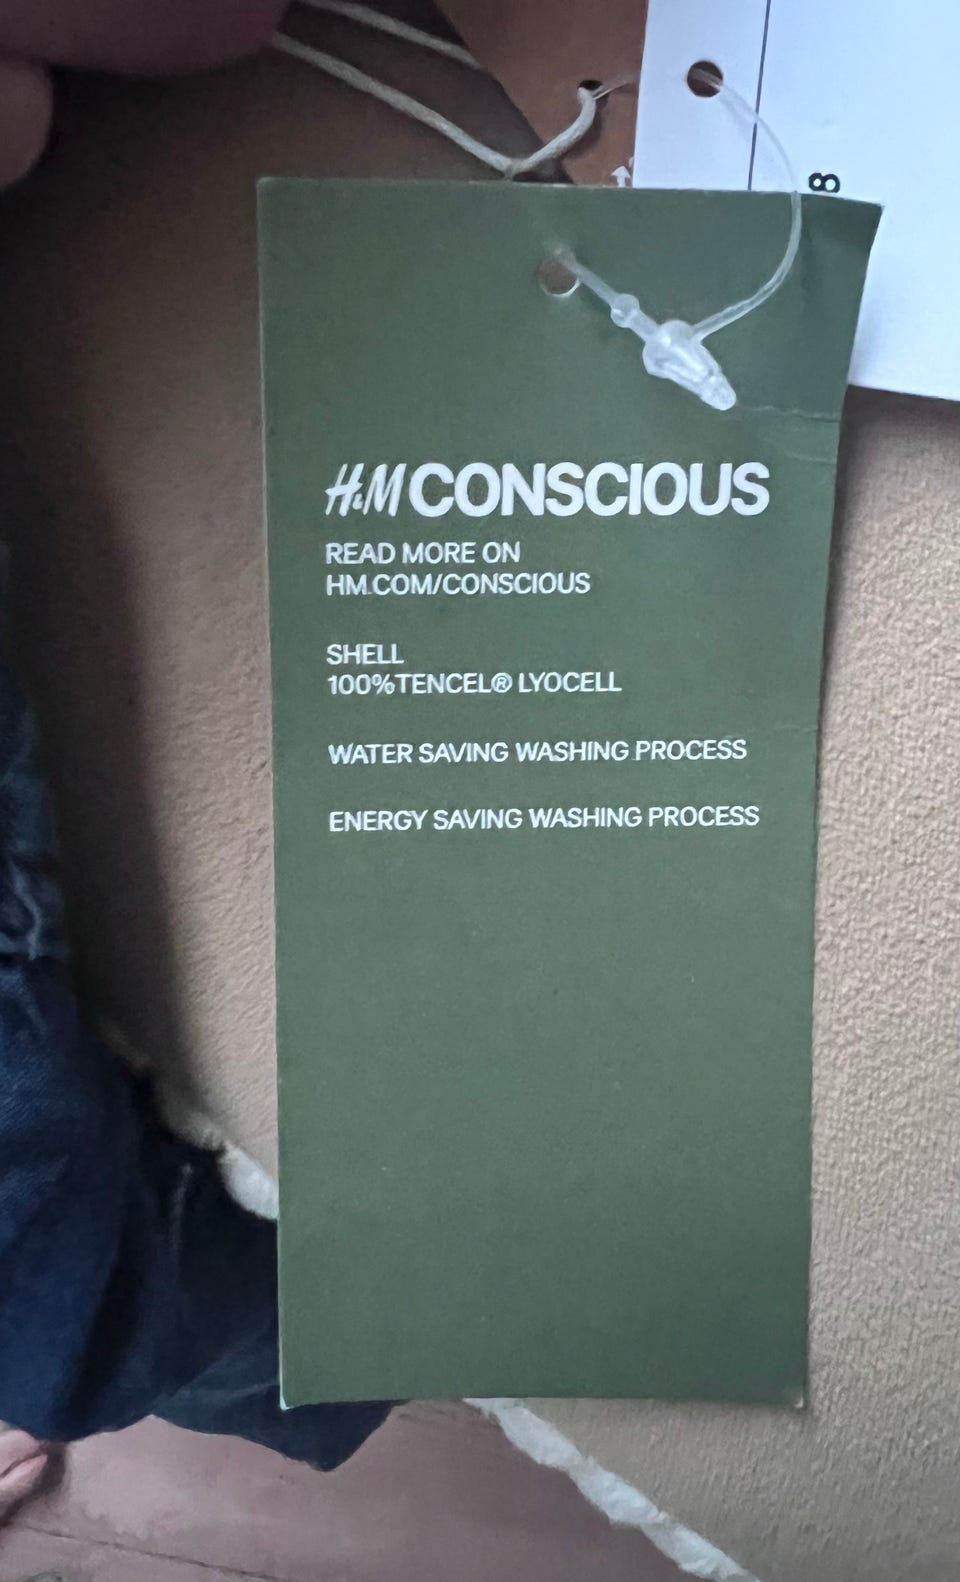 8
H&M CONSCIOUS
READ MORE ON
HM.COM/CONSCIOUS
SHELL
100%TENCEL® LYOCELL
WATER SAVING WASHING PROCESS
ENERGY SAVING WASHING PROCESS